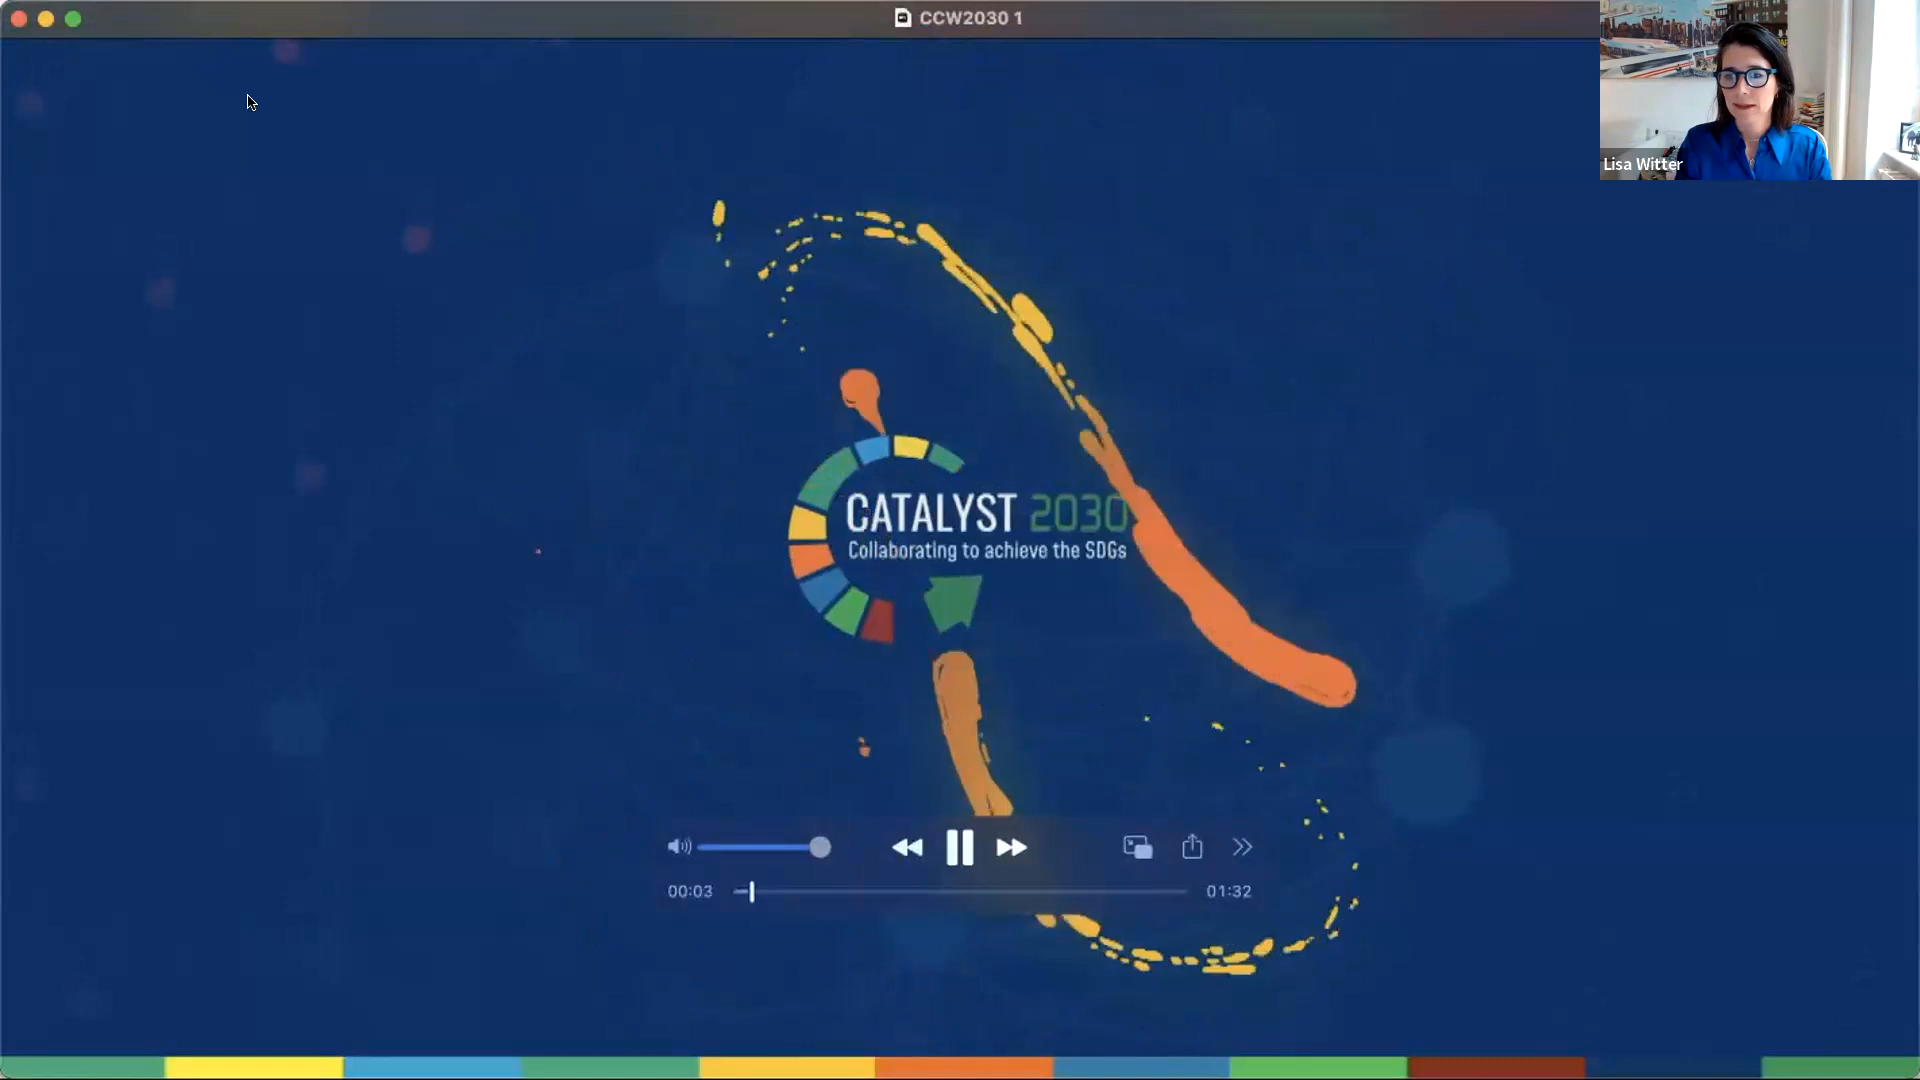 CCW2030 1
Lisa Witter
CATALYST 2030
Collaborating to achieve the SDGs
00:03
01:32